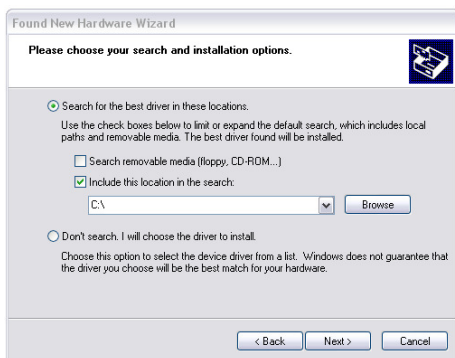 Found New Hardware Wizard
Please choose your search and installation options.
Search for the best driver in these locations.
Use the check boxes below to limit or expand the default search, which includes local
paths and removable media. The best driver found will be installed.
Search removable media (floppy, CD-ROM...)
Include this location in the search:
C:\
Browse
Don't search. I will choose the driver to install.
Choose this option to select the device driver from a list. Windows does not guarantee that
the driver you choose will be the best match for your hardware.
< Back
Next >
Cancel